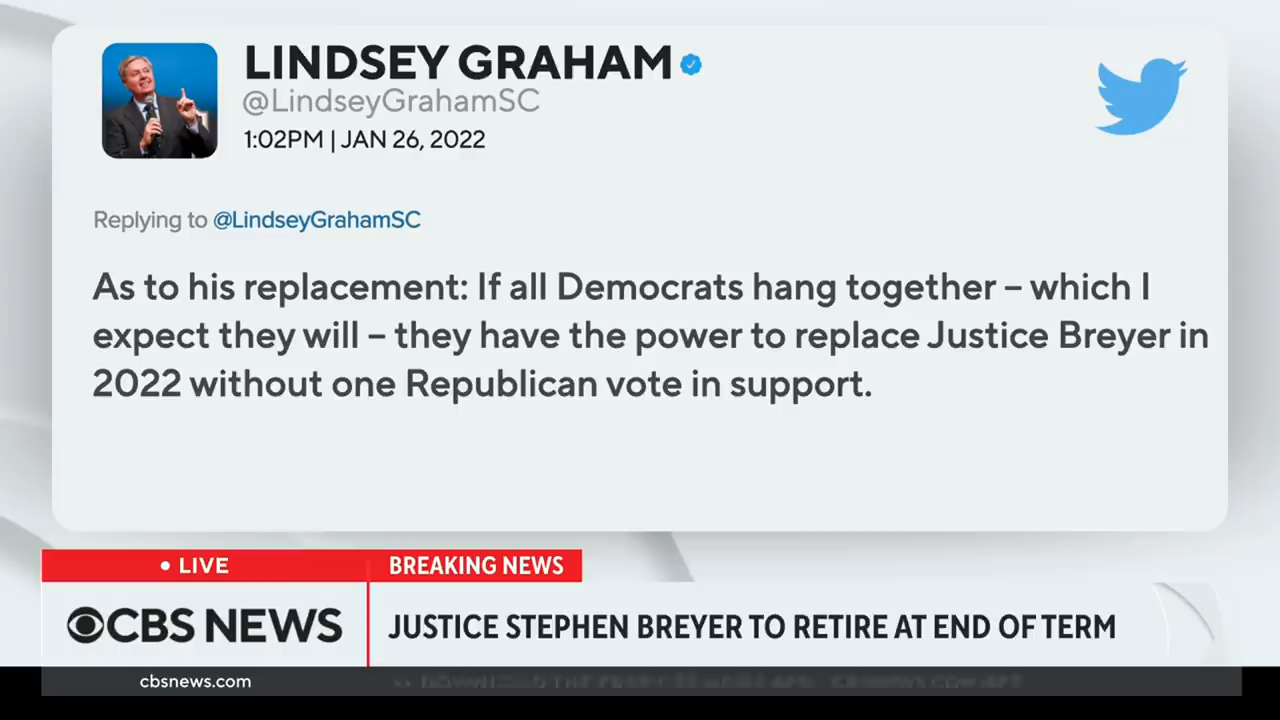 LINDSEY GRAHAM
@LindseyGrahamSC
1:02PM | JAN 26, 2022
Replying to @LindseyGrahamSC
As to his replacement: If all Democrats hang together – which I
expect they will – they have the power to replace Justice Breyer in
2022 without one Republican vote in support.
• LIVE
BREAKING NEWS
CBS NEWS
JUSTICE STEPHEN BREYER TO RETIRE AT END OF TERM
cbsnews.com